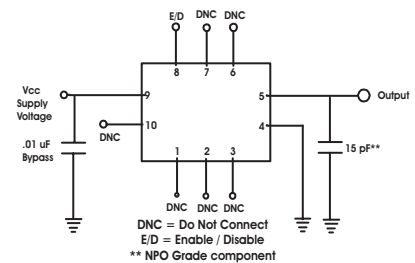 E/D DNC DNC
8 7 6
Vcc
Supply
Voltage
9
5
Output
10
4
DNC
.01 uF
Bypass
1 2 3
15 pF**
DNC DNC DNC
DNC = Do Not Connect
E/D = Enable / Disable
** NPO Grade component